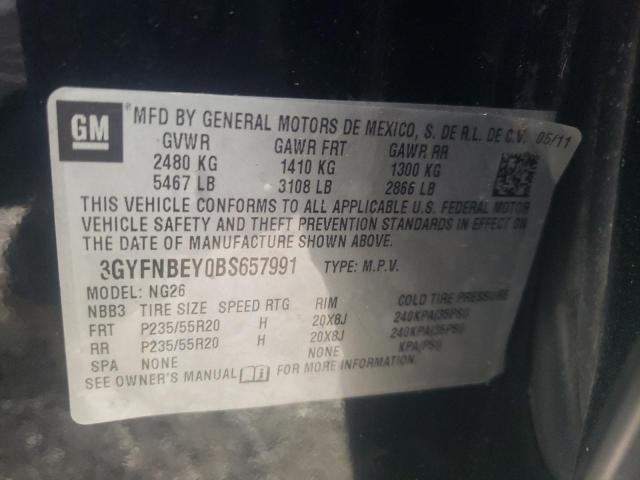 GM
® MFD BY GENERAL MOTORS DE MEXICO, S. DE R.L. DE C.V. 05/11
GVWR GAWR FRT GAWR RR
2480 KG 1410 KG 1300 KG
5467 LB 3108 LB 2866 LB
THIS VEHICLE CONFORMS TO ALL APPLICABLE U.S. FEDERAL MOTOR
VEHICLE SAFETY AND THEFT PREVENTION STANDARDS IN EFFECT ON
THE DATE OF MANUFACTURE SHOWN ABOVE.
3GYFNBEY0BS657991 TYPE: M.P.V.
MODEL: NG26
NBB3 TIRE SIZE SPEED RTG RIM COLD TIRE PRESSURE
FRT P235/55R20 H 20X8J 240KPA(35PSI)
RR P235/55R20 H 20X8J 240KPA(35PSI)
SPA NONE NONE KPA(PSI)
SEE OWNER'S MANUAL FOR MORE INFORMATION.